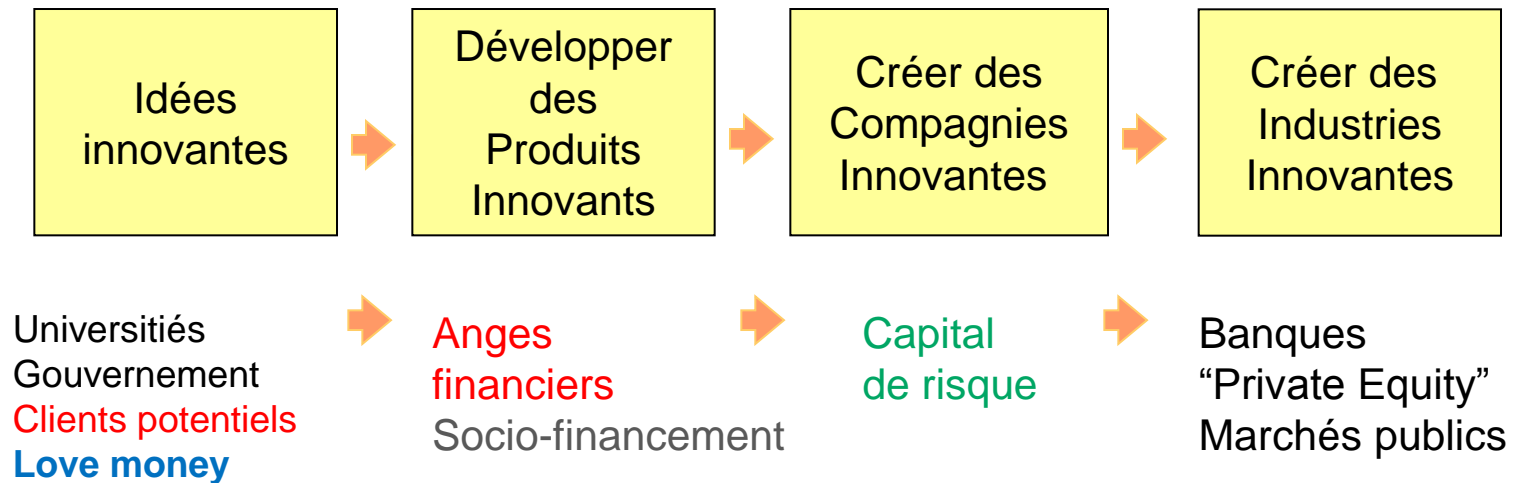 Idées
innovantes
Développer
des
Produits
Innovants
Créer des
Compagnies
Innovantes
Créer des
Industries
Innovantes
Universitiés
Gouvernement
Clients potentiels
Love money
Anges
financiers
Socio-financement
Capital
de risque
Banques
“Private Equity”
Marchés publics